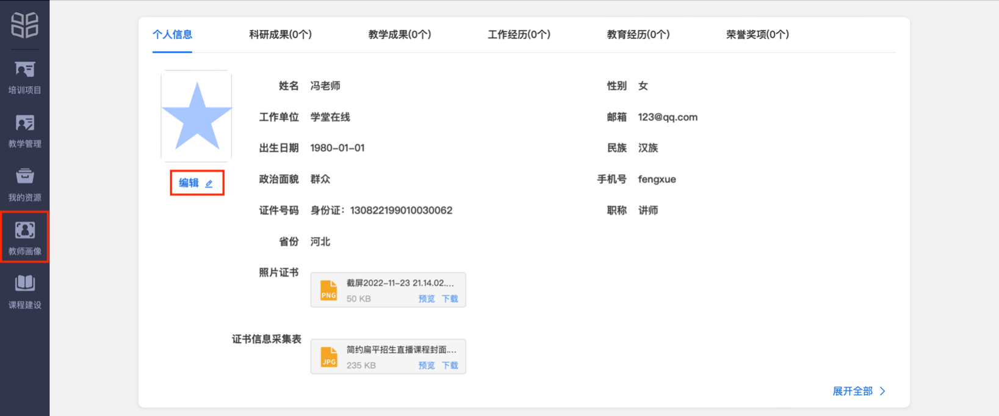 个人信息
科研成果(0个)
教学成果(0个)
工作经历(0个)
教育经历(0个)
荣誉奖项(0个)
培训项目
教学管理
我的资源
教师画像
课程建设
编辑
姓名 冯老师
性别 女
工作单位 学堂在线
邮箱 123@qq.com
出生日期 1980-01-01
民族 汉族
政治面貌 群众
手机号 fengxue
证件号码 身份证：130822199010030062
职称 讲师
省份 河北
照片证书
PNG
截屏2022-11-23 21.14.02....
50 KB 预览 下载
证书信息采集表
JPG
简约扁平招生直播课程封面....
235 KB 预览 下载
展开全部